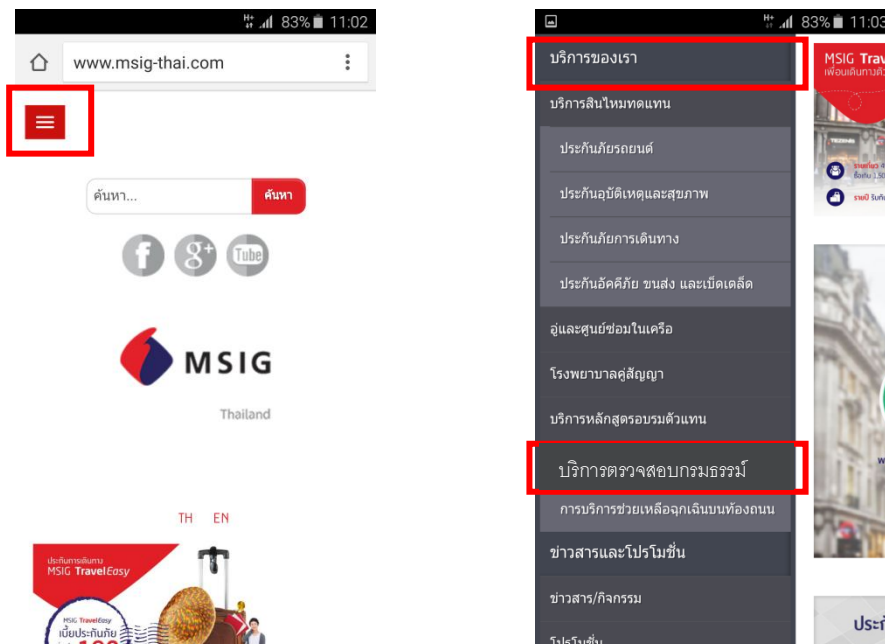 83% 11:02
www.msig-thai.com
ค้นหา... ค้นหา
f g+ Tube
MSIG
Thailand
TH EN
ประกันการเดินทาง
MSIG TravelEasy
MSIG TravelEasy
เบี้ยประกันภัย
83% 11:03
บริการของเรา
บริการสินไหมทดแทน
ประกันภัยรถยนต์
ประกันอุบัติเหตุและสุขภาพ
ประกันภัยการเดินทาง
ประกันอัคคีภัย ขนส่ง และเบ็ดเตล็ด
อู่และศูนย์ซ่อมในเครือ
โรงพยาบาลคู่สัญญา
บริการหลักสูตรอบรมตัวแทน
บริการตรวจสอบกรมธรรม์
การบริการช่วยเหลือฉุกเฉินบนท้องถนน
ข่าวสารและโปรโมชั่น
ข่าวสาร/กิจกรรม
โปรโมชั่น
MSIG